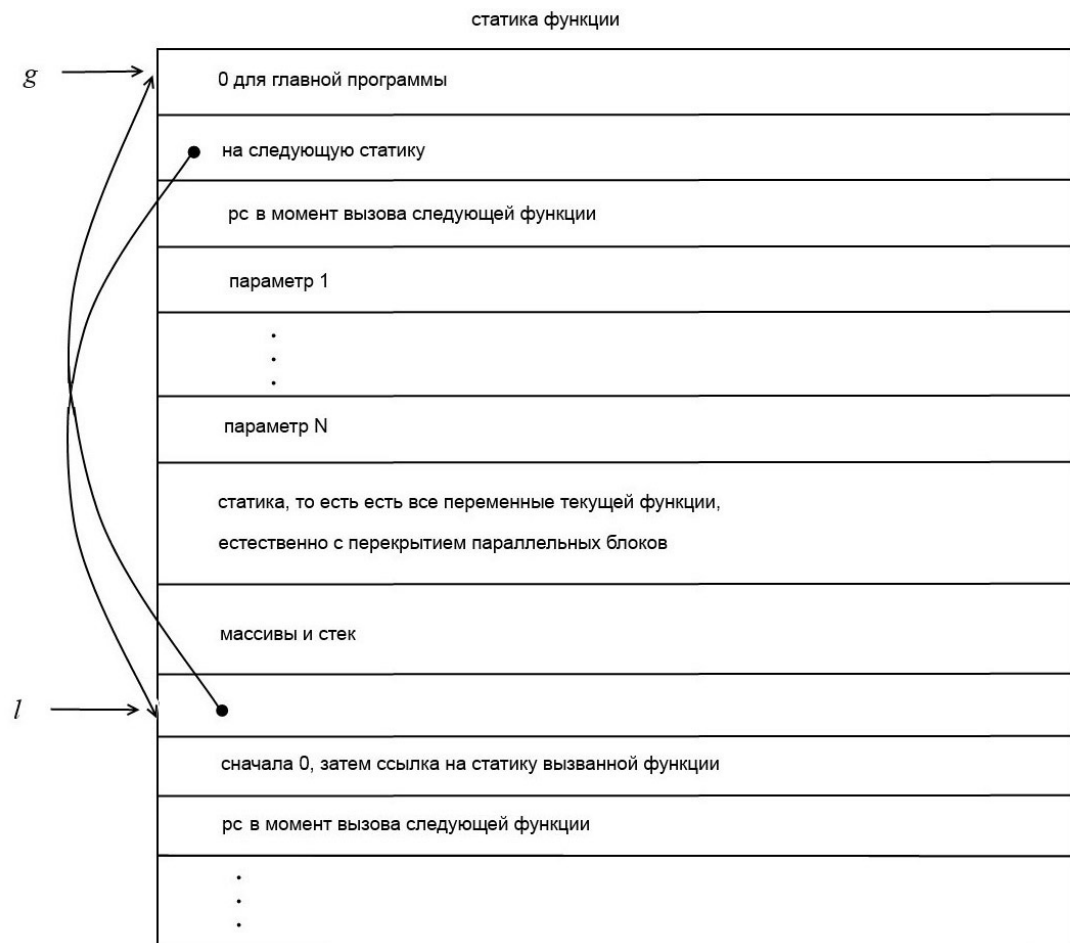 статика функции
g
0 для главной программы
на следующую статику
pc в момент вызова следующей функции
параметр 1
параметр N
статика, то есть есть все переменные текущей функции,
естественно с перекрытием параллельных блоков
массивы и стек
l
сначала 0, затем ссылка на статику вызванной функции
pc в момент вызова следующей функции